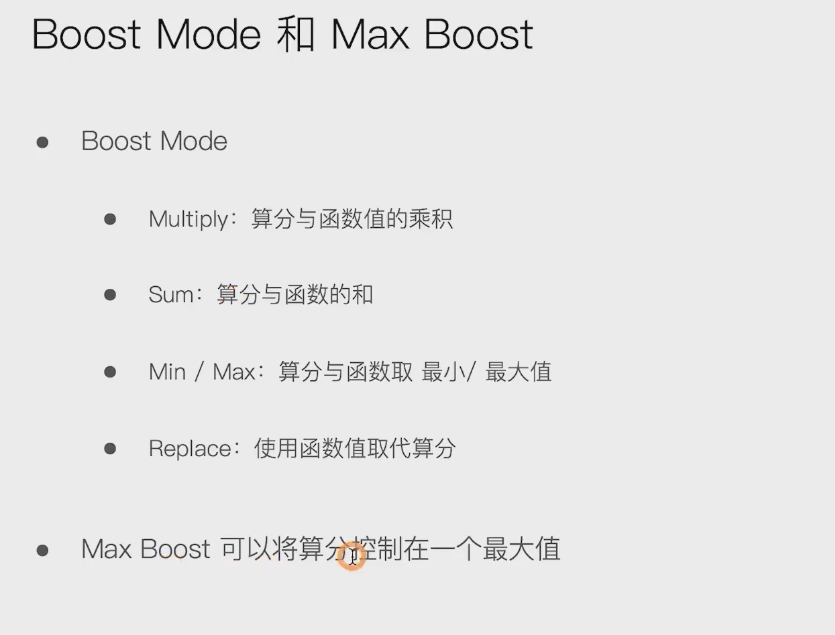 Boost Mode 和 Max Boost
Boost Mode
Multiply：算分与函数值的乘积
Sum：算分与函数的和
Min / Max：算分与函数取 最小/ 最大值
Replace：使用函数值取代算分
Max Boost 可以将算分控制在一个最大值